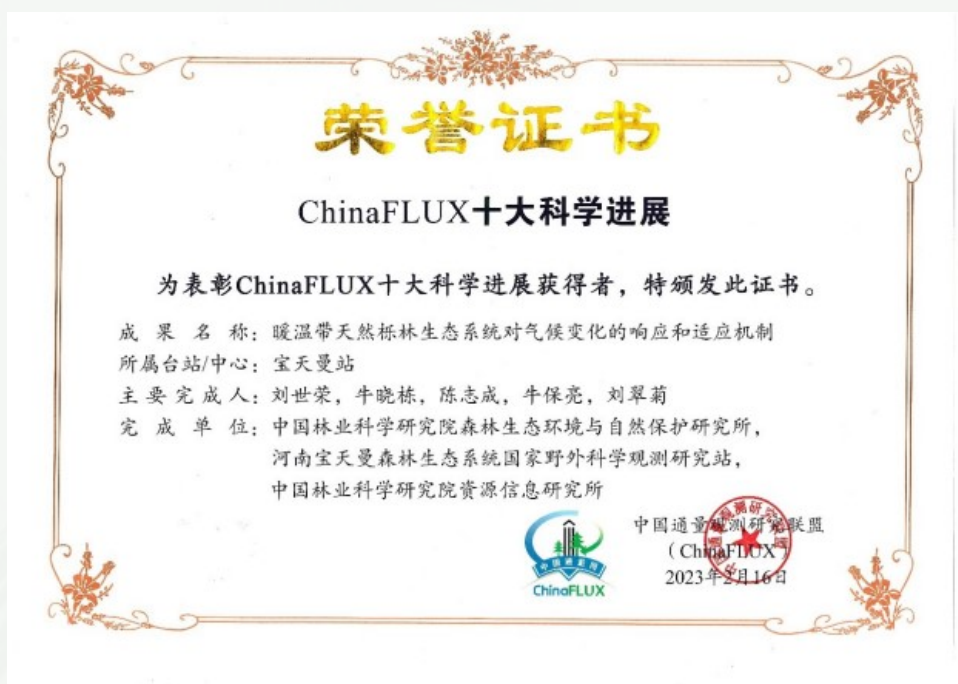 荣誉证书
ChinaFLUX十大科学进展
为表彰ChinaFLUX十大科学进展获得者，特颁发此证书。
成果名称：暖温带天然栎林生态系统对气候变化的响应和适应机制
所属台站/中心：宝天曼站
主要完成人：刘世荣，牛晓栋，陈志成，牛保亮，刘翠菊
完成单位：中国林业科学研究院森林生态环境与自然保护研究所，
河南宝天曼森林生态系统国家野外科学观测研究站，
中国林业科学研究院资源信息研究所
中国通量网
ChinaFLUX
中国通量观测研究联盟
（ChinaFLUX）
2023年2月16日